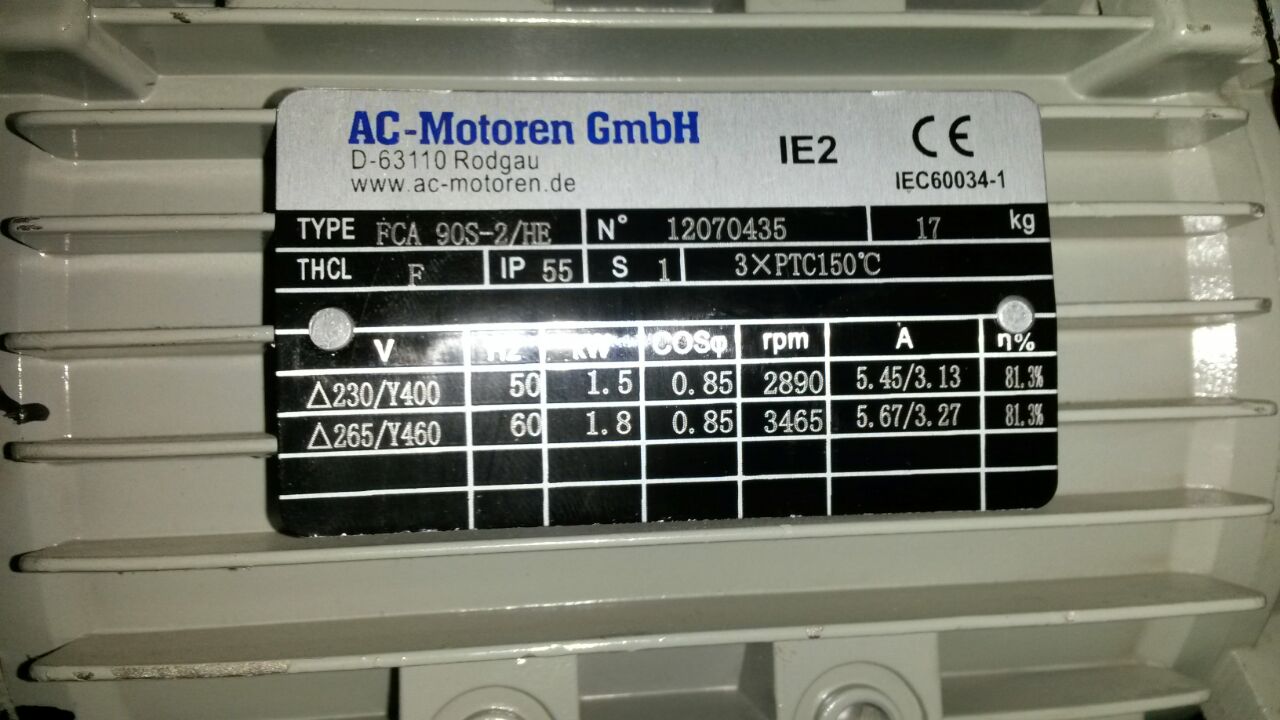 AC-Motoren GmbH
D-63110 Rodgau
www.ac-motoren.de
IE2
CE
IEC60034-1
TYPE FCA 90S-2/HE N° 12070435 17 kg
THCL F IP 55 S 1 3×PTC150℃
V Hz kW COSφ rpm A η%
△230/Y400 50 1.5 0.85 2890 5.45/3.13 81.3%
△265/Y460 60 1.8 0.85 3465 5.67/3.27 81.3%